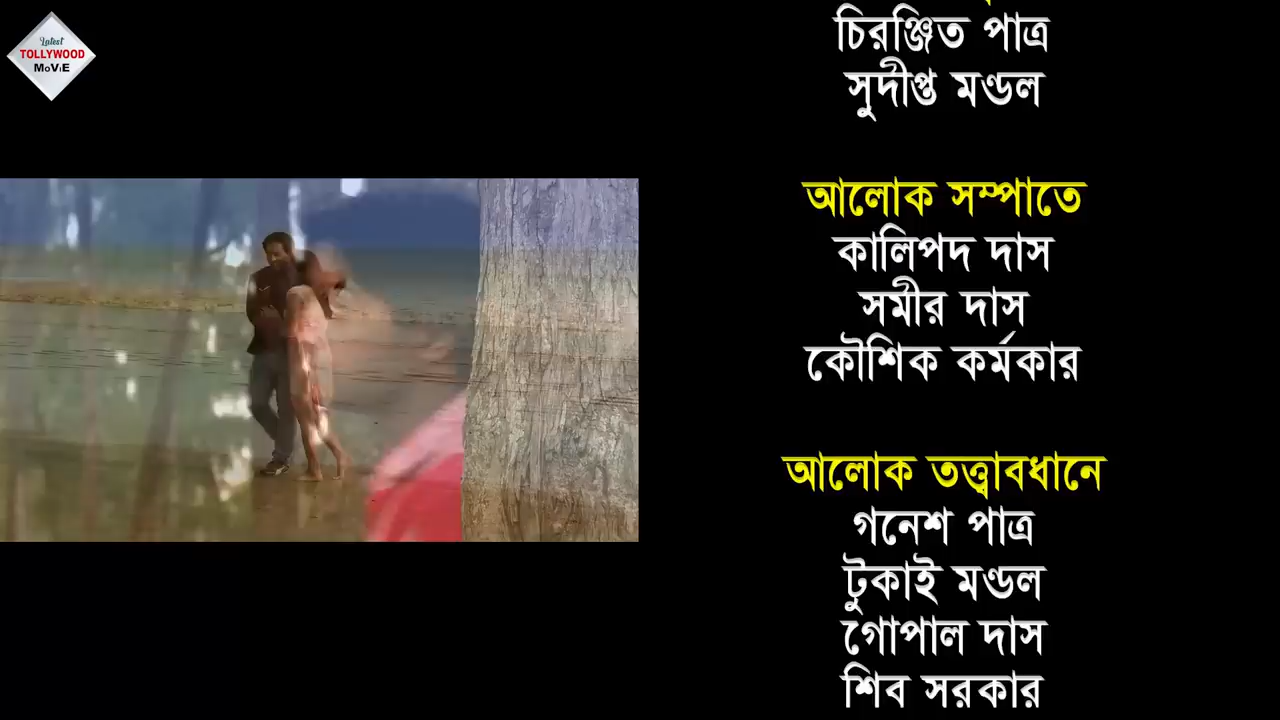 Latest
TOLLYWOOD
MoViE
চিরঞ্জিত পাত্র
সুদীপ্ত মণ্ডল
আলোক সম্পাতে
কালিপদ দাস
সমীর দাস
কৌশিক কর্মকার
আলোক তত্ত্বাবধানে
গনেশ পাত্র
টুকাই মণ্ডল
গোপাল দাস
শিব সরকার